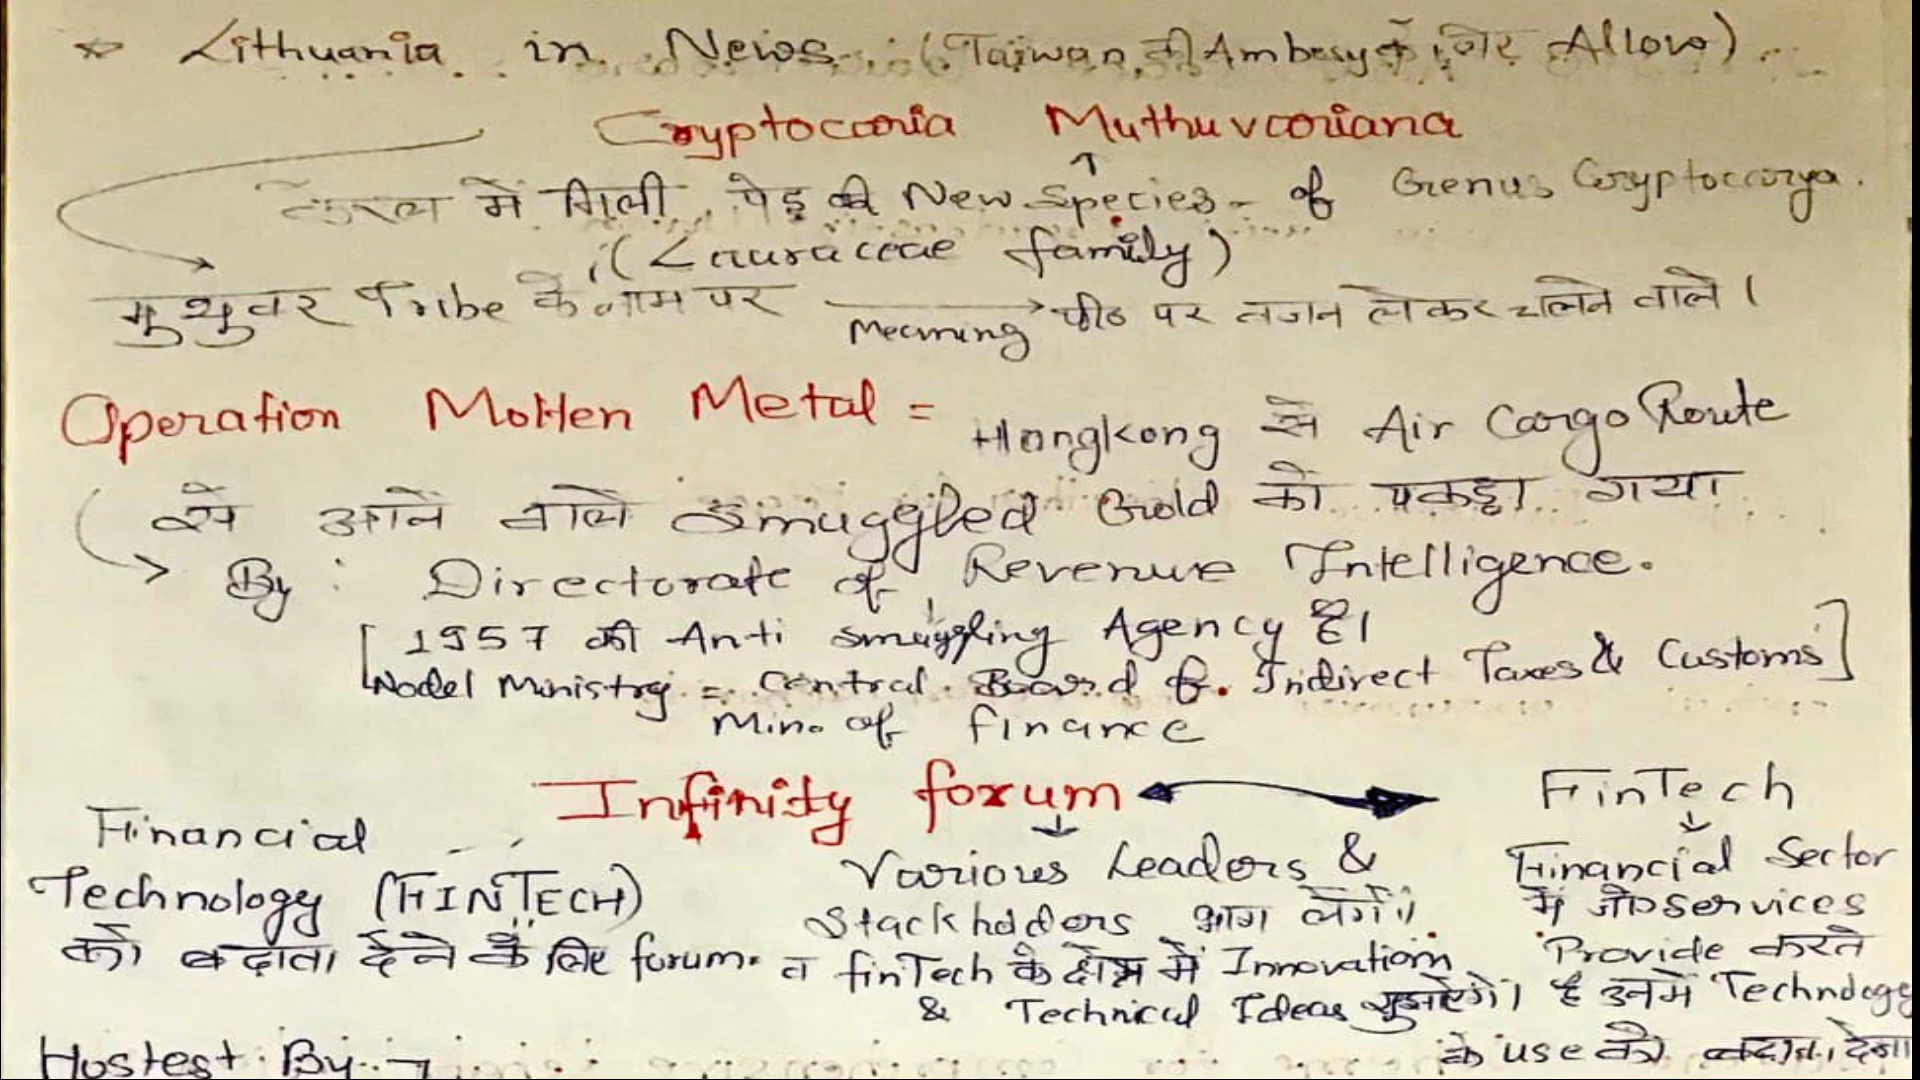 ☆ Lithuania in News : (Taiwan की Ambesy के लिए Allow)
Cryptocaria Muthuvariana
केरल में मिली पेड़ की New Species of Genus Cryptocarya.
(Lauraceae family)
मुथुवर Tribe के नाम पर Meaning → पीठ पर वजन लेकर चलने वाले।
Operation Molten Metal = Hongkong से Air Cargo Route
से आने वाले Smuggled Gold को पकड़ा गया
→ By : Directorate of Revenue Intelligence.
[1957 की Anti smuggling Agency है।
Nodel Ministry = Central Board of Indirect Taxes & Customs]
Min. of finance
Infinity forum ↔ FinTech
Financial Technology (FINTECH)
को बढ़ावा देने के लिए forum.
Various Leaders &
Stackholders भाग लेंगे।
व finTech के क्षेत्र में Innovation
& Technical Ideas सुझाएंगे।
Financial Sector
में जो services
Provide करते
है उनमें Technology
के use को बढ़ावा देना
Hostest By →